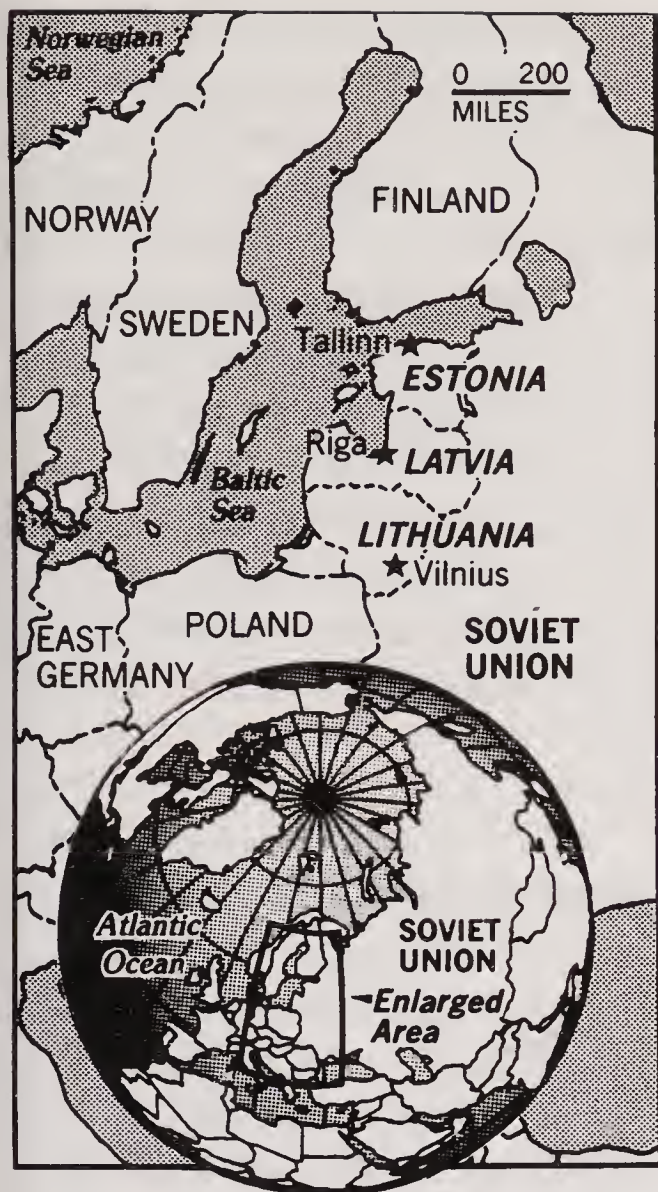 Norwegian
Sea
0 200
MILES
NORWAY
FINLAND
SWEDEN
Tallinn
ESTONIA
Riga
LATVIA
Baltic
Sea
LITHUANIA
Vilnius
EAST
GERMANY
POLAND
SOVIET
UNION
Atlantic
Ocean
SOVIET
UNION
Enlarged
Area